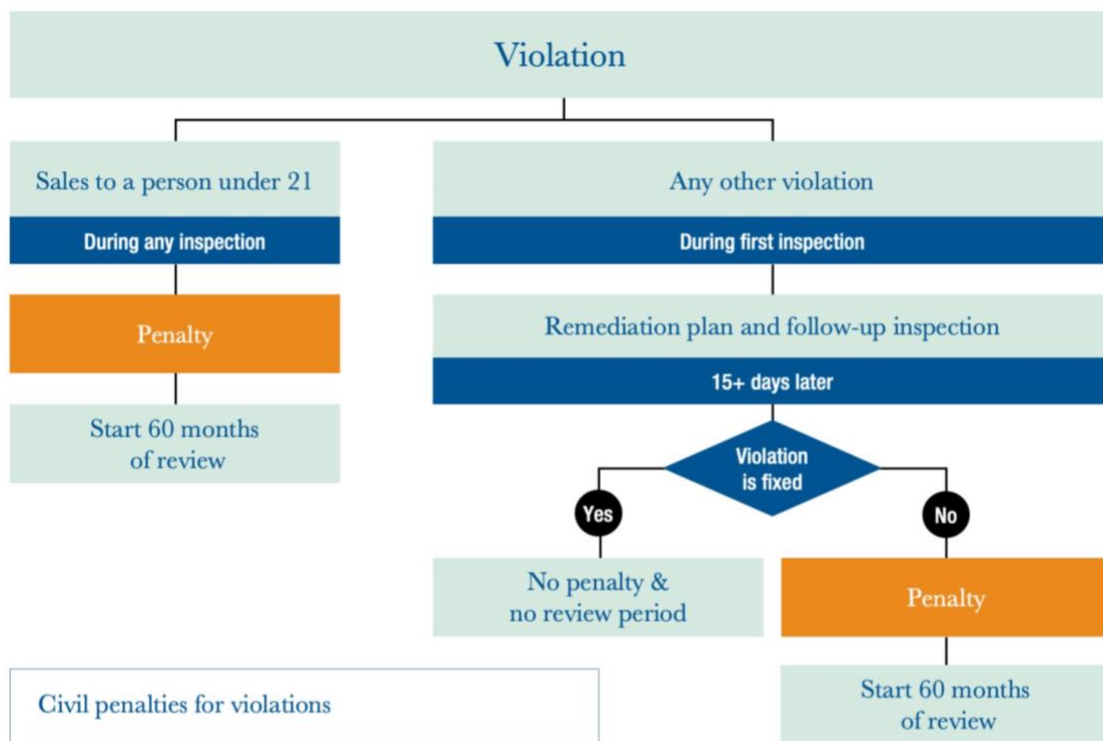 Violation
Sales to a person under 21
During any inspection
Penalty
Start 60 months
of review
Any other violation
During first inspection
Remediation plan and follow-up inspection
15+ days later
Violation
is fixed
Yes
No
No penalty &
no review period
Penalty
Start 60 months
of review
Civil penalties for violations